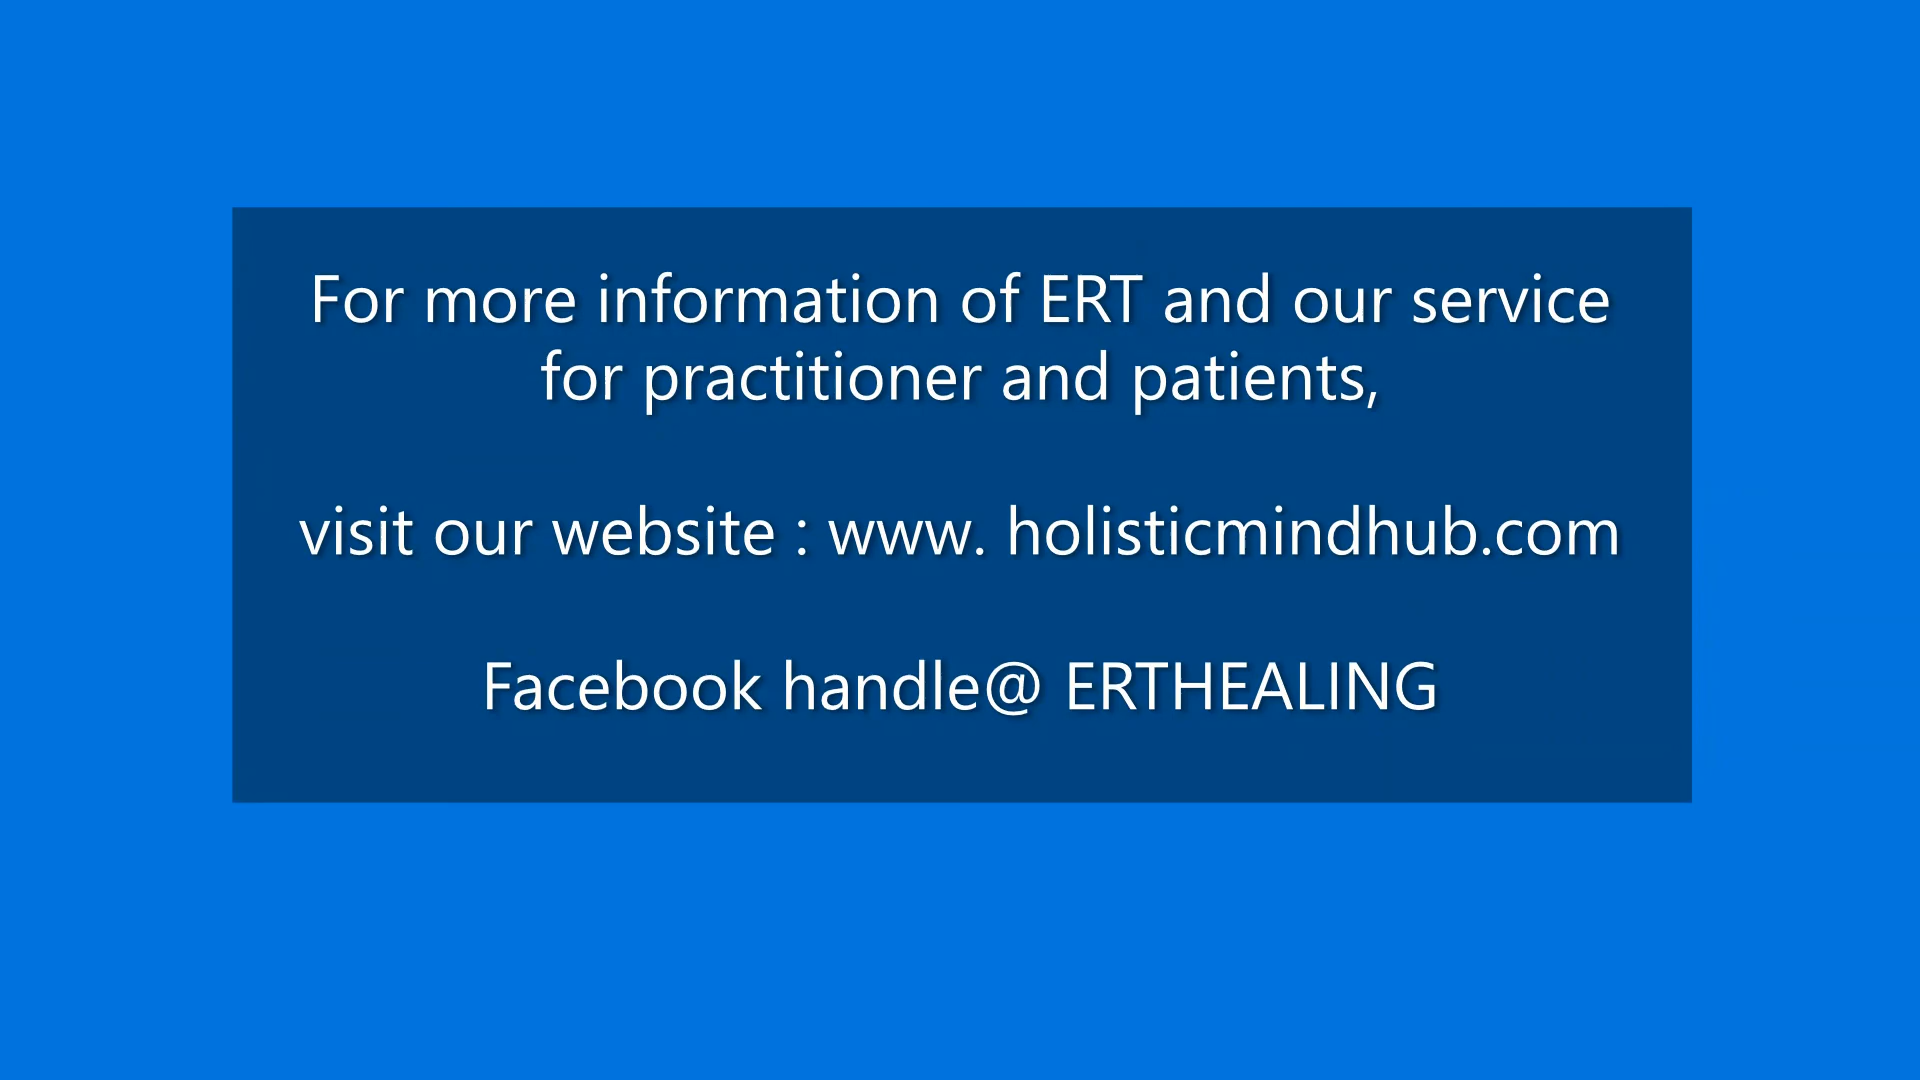 For more information of ERT and our service
for practitioner and patients,
visit our website : www. holisticmindhub.com
Facebook handle@ ERTHEALING